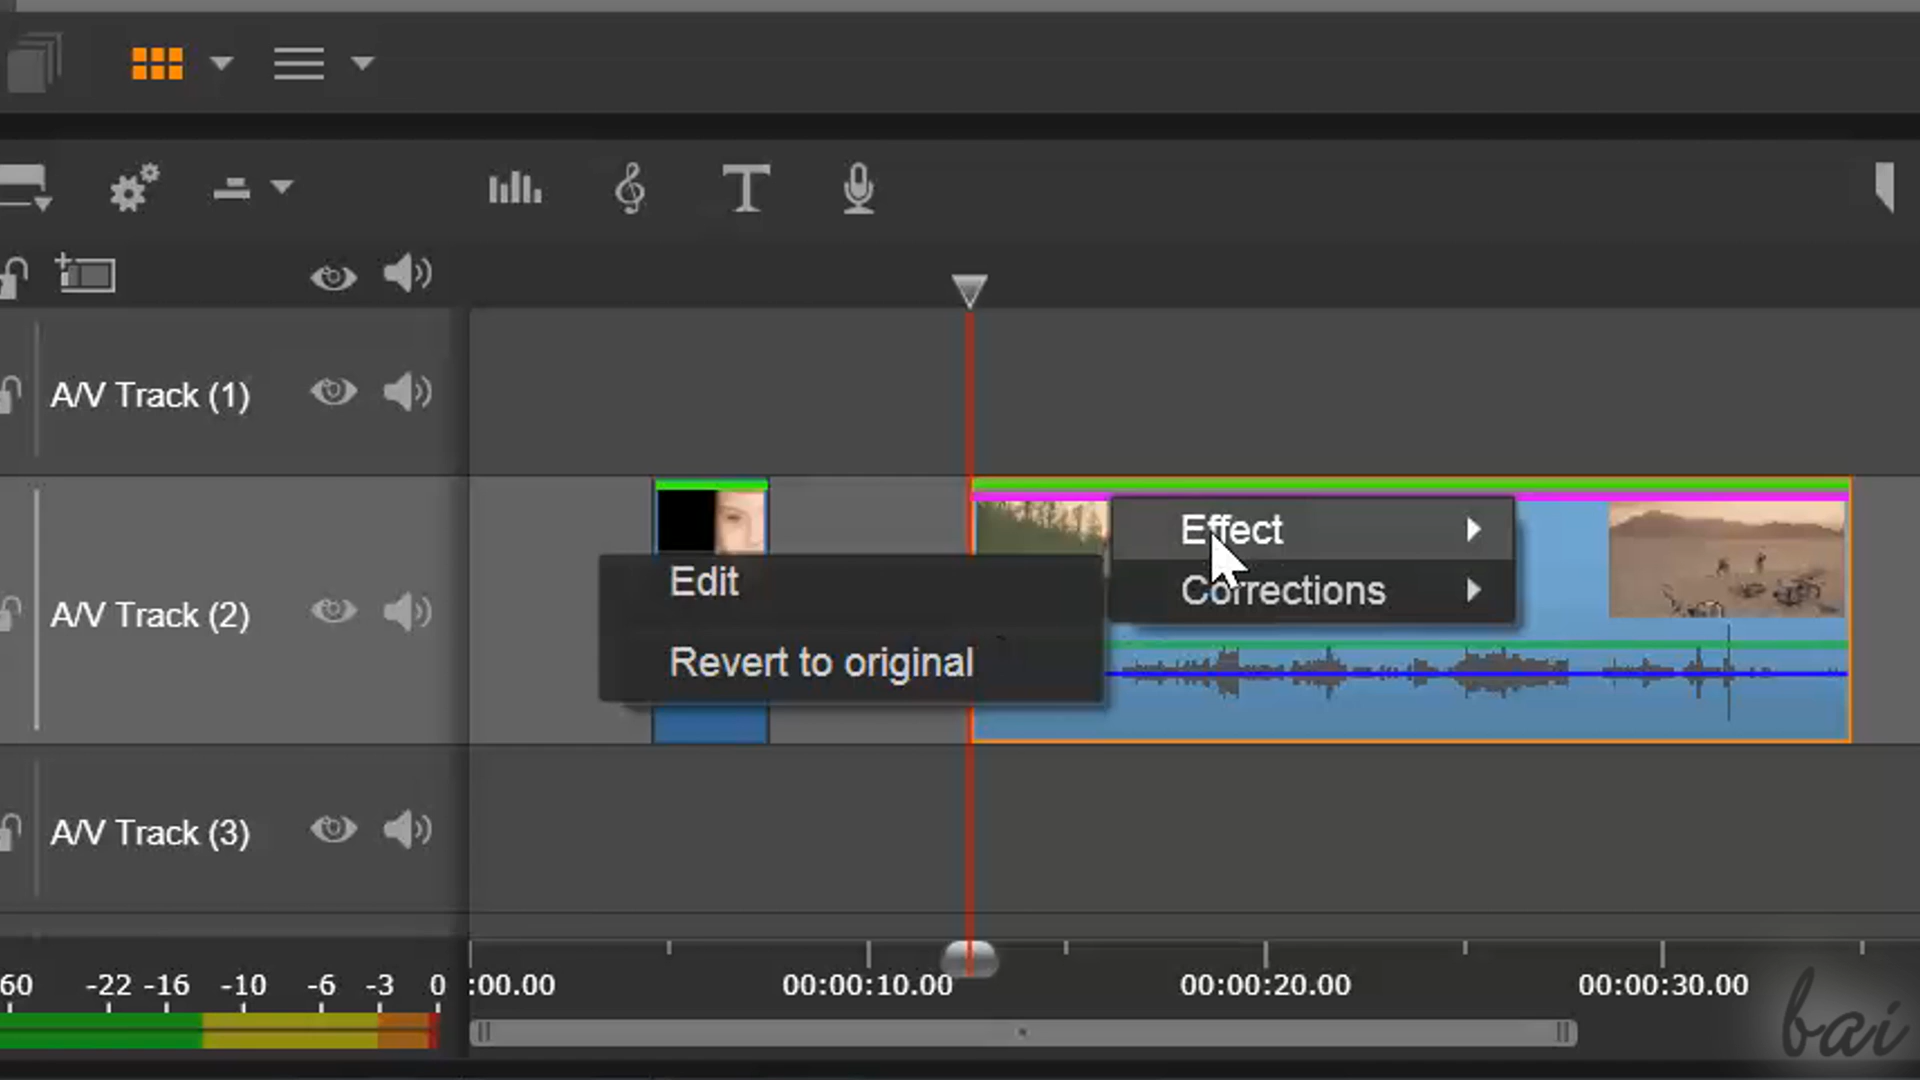 A/V Track (1)
A/V Track (2)
Effect
Corrections
Edit
Revert to original
A/V Track (3)
60 -22 -16 -10 -6 -3 0
:00.00 00:00:10.00 00:00:20.00 00:00:30.00
bai